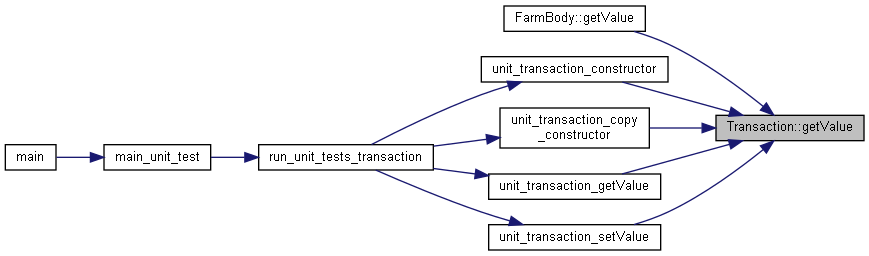 FarmBody::getValue
unit_transaction_constructor
unit_transaction_copy
_constructor
Transaction::getValue
main
main_unit_test
run_unit_tests_transaction
unit_transaction_getValue
unit_transaction_setValue